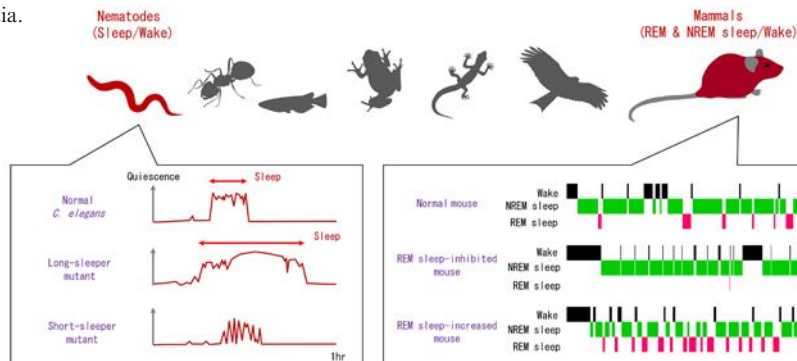 ia.
Nematodes
(Sleep/Wake)
Mammals
(REM & NREM sleep/Wake)
Quiescence
Sleep
Normal
C. elegans
Sleep
Long-sleeper
mutant
Short-sleeper
mutant
1hr
Normal mouse
Wake
NREM sleep
REM sleep
REM sleep-inhibited
mouse
Wake
NREM sleep
REM sleep
REM sleep-increased
mouse
Wake
NREM sleep
REM sleep